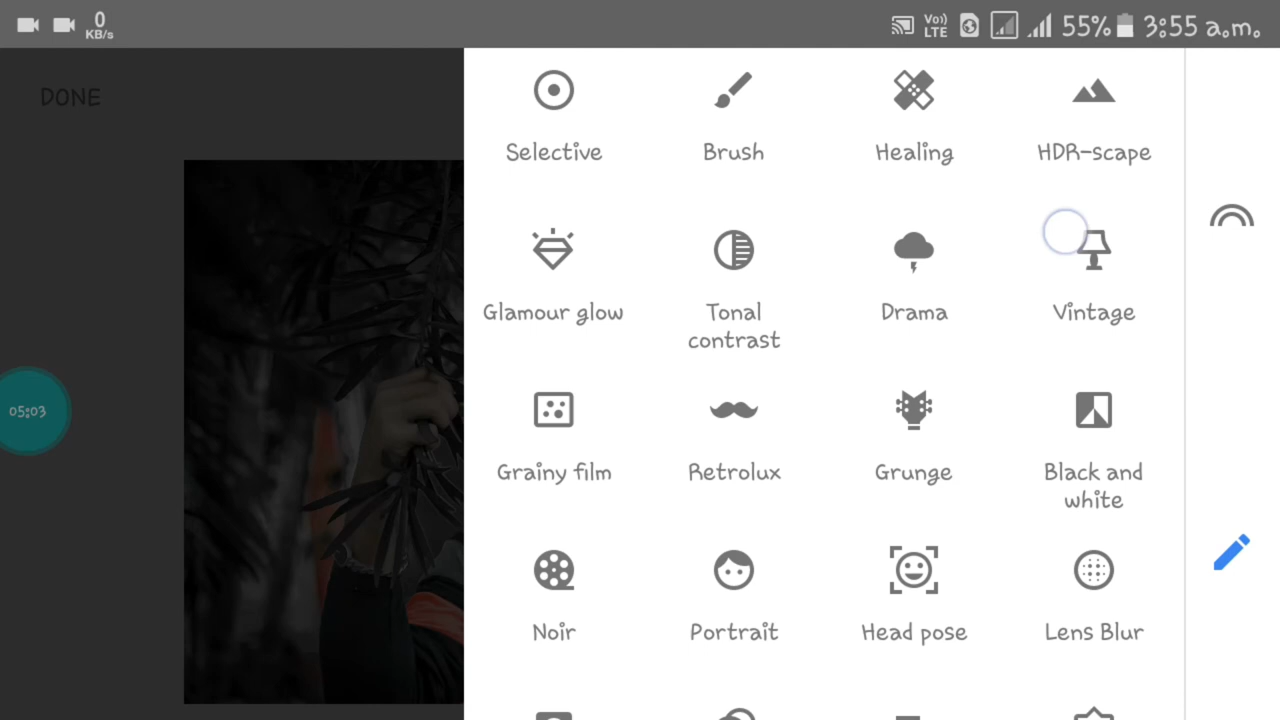 0
KB/s
Vo))
LTE
55%
3:55 a.m.
DONE
Selective
Brush
Healing
HDR-scape
Glamour glow
Tonal
contrast
Drama
Vintage
05:03
Grainy film
Retrolux
Grunge
Black and
white
Noir
Portrait
Head pose
Lens Blur